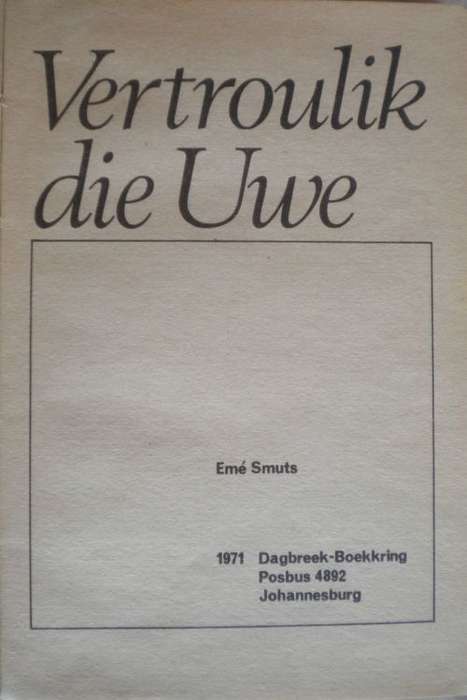 Vertroulik
die Uwe
Emé Smuts
1971 Dagbreek-Boekkring
Posbus 4892
Johannesburg